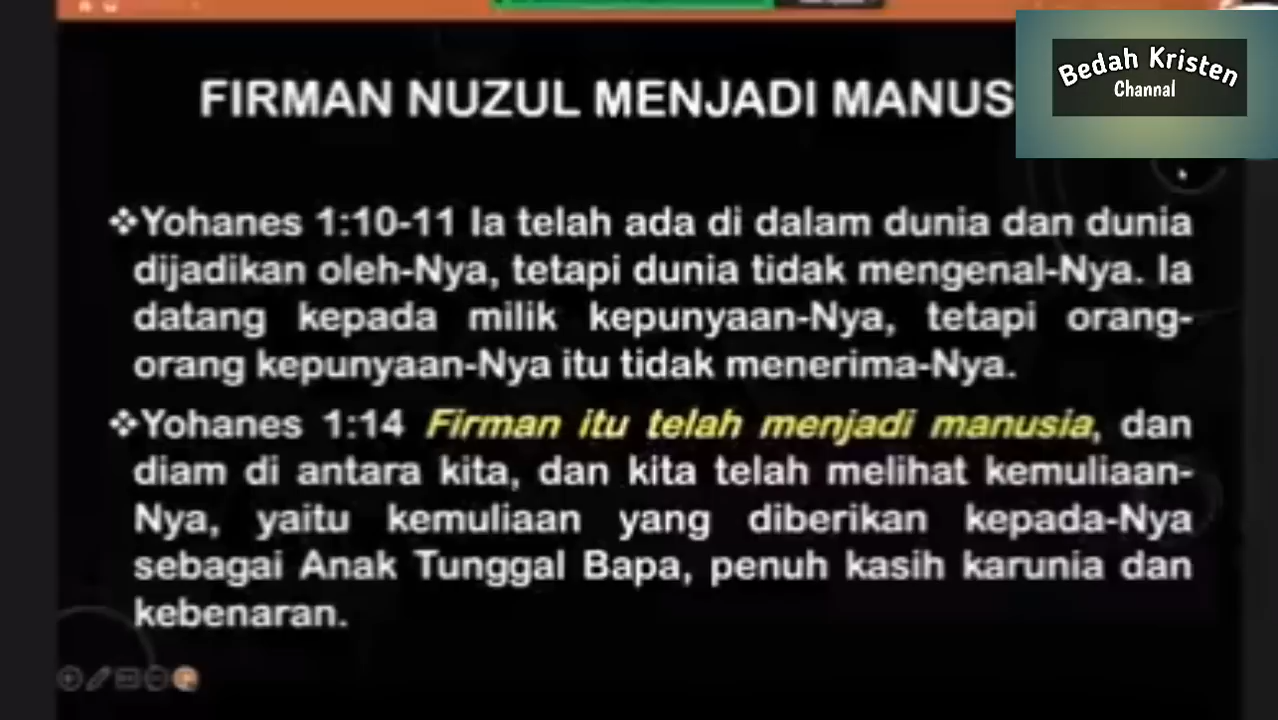 FIRMAN NUZUL MENJADI MANUS
Bedah Kristen
Channal
❖Yohanes 1:10-11 Ia telah ada di dalam dunia dan dunia
dijadikan oleh-Nya, tetapi dunia tidak mengenal-Nya. Ia
datang kepada milik kepunyaan-Nya, tetapi orang-
orang kepunyaan-Nya itu tidak menerima-Nya.
❖Yohanes 1:14 Firman itu telah menjadi manusia, dan
diam di antara kita, dan kita telah melihat kemuliaan-
Nya, yaitu kemuliaan yang diberikan kepada-Nya
sebagai Anak Tunggal Bapa, penuh kasih karunia dan
kebenaran.